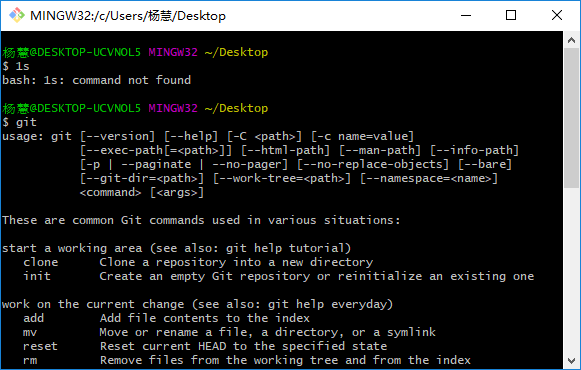 MINGW32:/c/Users/杨慧/Desktop
杨慧@DESKTOP-UCVNOL5 MINGW32 ~/Desktop
$ 1s
bash: 1s: command not found
杨慧@DESKTOP-UCVNOL5 MINGW32 ~/Desktop
$ git
usage: git [--version] [--help] [-C <path>] [-c name=value]
           [--exec-path[=<path>]] [--html-path] [--man-path] [--info-path]
           [-p | --paginate | --no-pager] [--no-replace-objects] [--bare]
           [--git-dir=<path>] [--work-tree=<path>] [--namespace=<name>]
           <command> [<args>]
These are common Git commands used in various situations:
start a working area (see also: git help tutorial)
   clone      Clone a repository into a new directory
   init       Create an empty Git repository or reinitialize an existing one
work on the current change (see also: git help everyday)
   add        Add file contents to the index
   mv         Move or rename a file, a directory, or a symlink
   reset      Reset current HEAD to the specified state
   rm         Remove files from the working tree and from the index